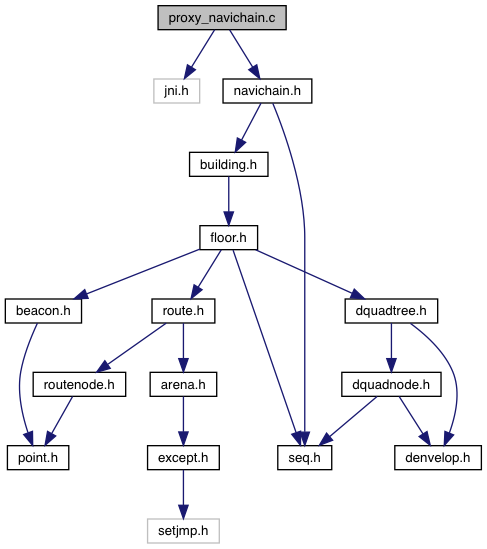 proxy_navichain.c
jni.h
navichain.h
building.h
floor.h
beacon.h
route.h
dquadtree.h
routenode.h
arena.h
dquadnode.h
point.h
except.h
seq.h
denvelop.h
setjmp.h